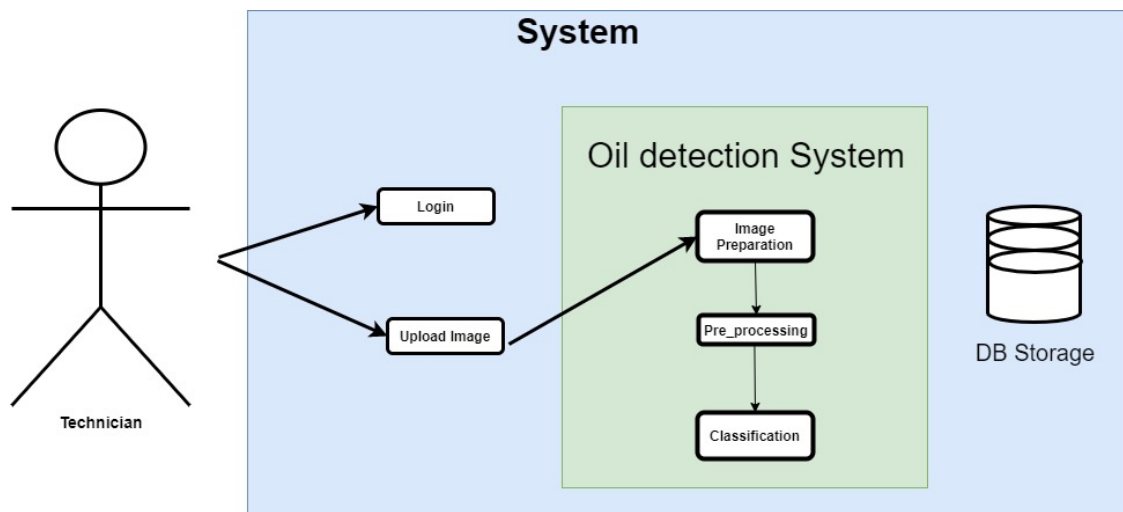 System
Oil detection System
Login
Image
Preparation
Upload Image
Pre_processing
DB Storage
Technician
Classification